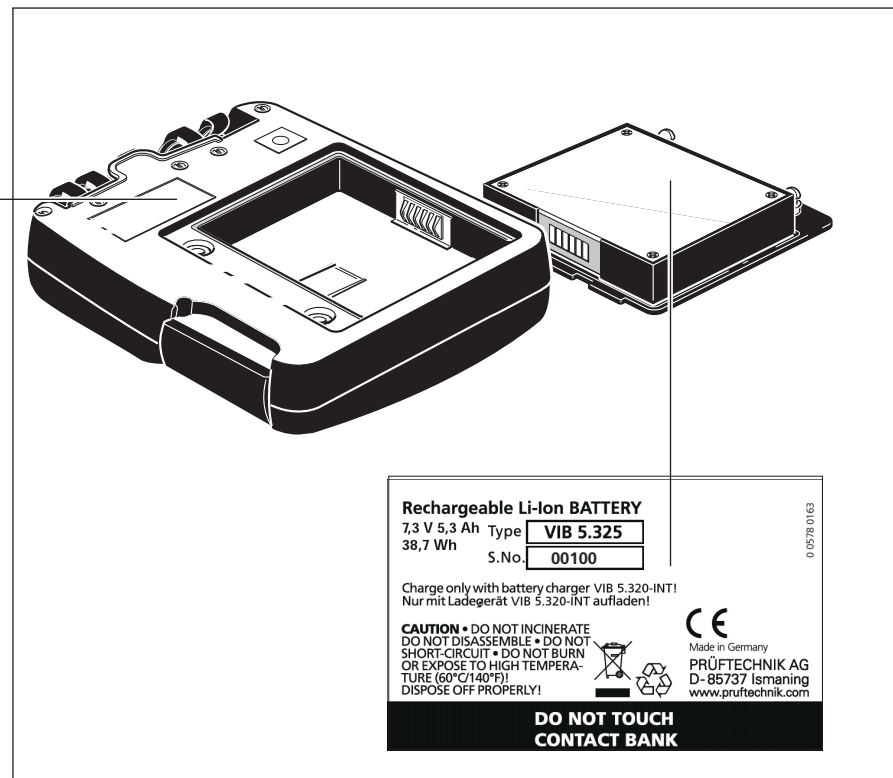 Rechargeable Li-Ion BATTERY
7,3 V 5,3 Ah Type VIB 5.325
38,7 Wh
S.No. 00100
0 0578 0163
Charge only with battery charger VIB 5.320-INT!
Nur mit Ladegerät VIB 5.320-INT aufladen!
CAUTION • DO NOT INCINERATE
DO NOT DISASSEMBLE • DO NOT
SHORT-CIRCUIT • DO NOT BURN
OR EXPOSE TO HIGH TEMPERA-
TURE (60°C/140°F)!
DISPOSE OFF PROPERLY!
CE
Made in Germany
PRÜFTECHNIK AG
D-85737 Ismaning
www.pruftechnik.com
DO NOT TOUCH
CONTACT BANK